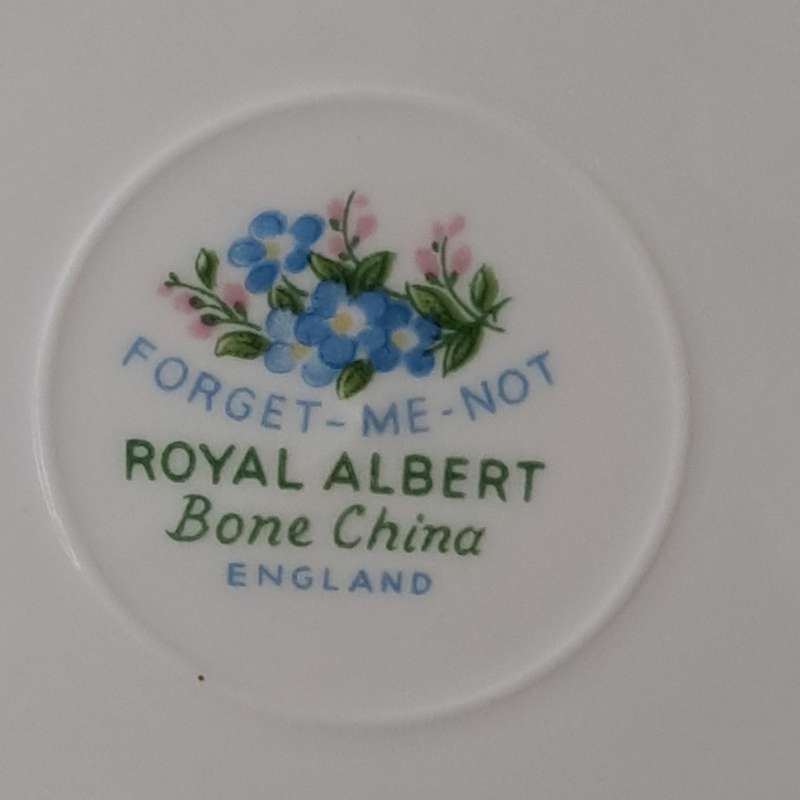 FORGET-ME-NOT
ROYAL ALBERT
Bone China
ENGLAND